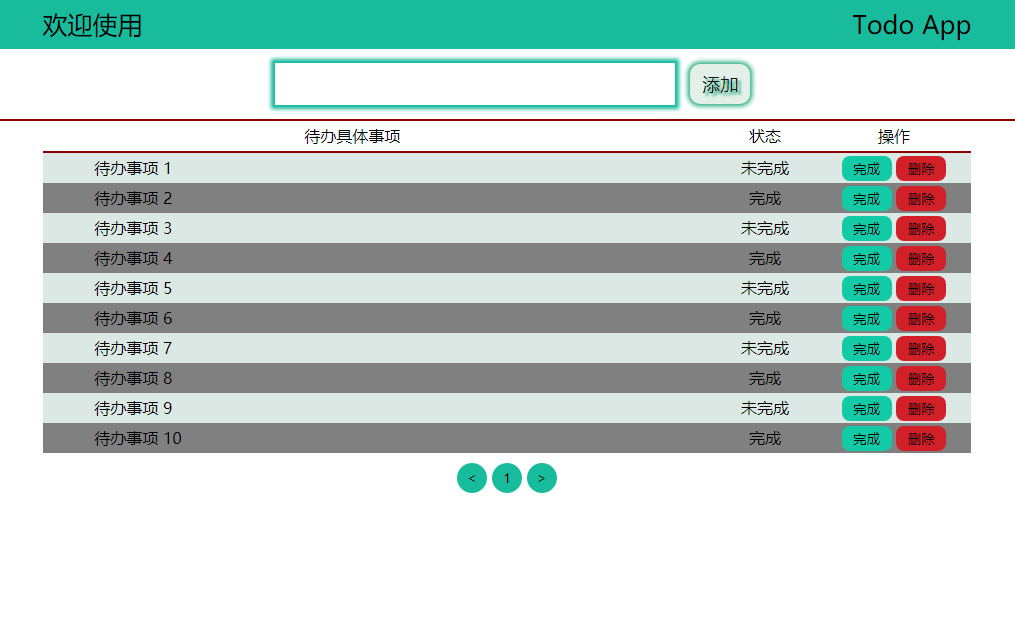 欢迎使用 Todo App
添加
待办具体事项 状态 操作
待办事项 1 未完成 完成 删除
待办事项 2 完成 完成 删除
待办事项 3 未完成 完成 删除
待办事项 4 完成 完成 删除
待办事项 5 未完成 完成 删除
待办事项 6 完成 完成 删除
待办事项 7 未完成 完成 删除
待办事项 8 完成 完成 删除
待办事项 9 未完成 完成 删除
待办事项 10 完成 完成 删除
< 1 >